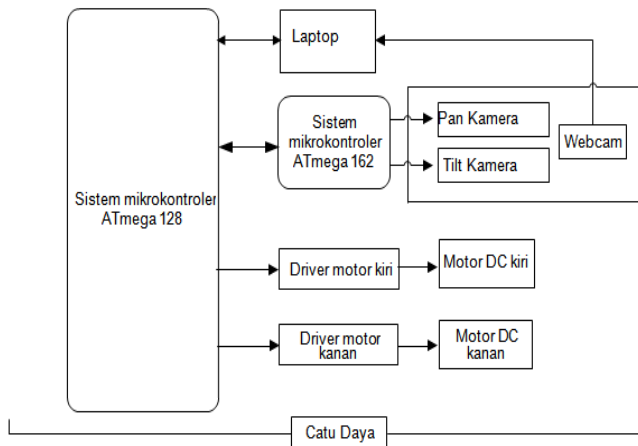 Laptop
Sistem
mikrokontroler
ATmega 162
Pan Kamera
Webcam
Tilt Kamera
Sistem mikrokontroler
ATmega 128
Driver motor kiri
Motor DC kiri
Driver motor
kanan
Motor DC
kanan
Catu Daya